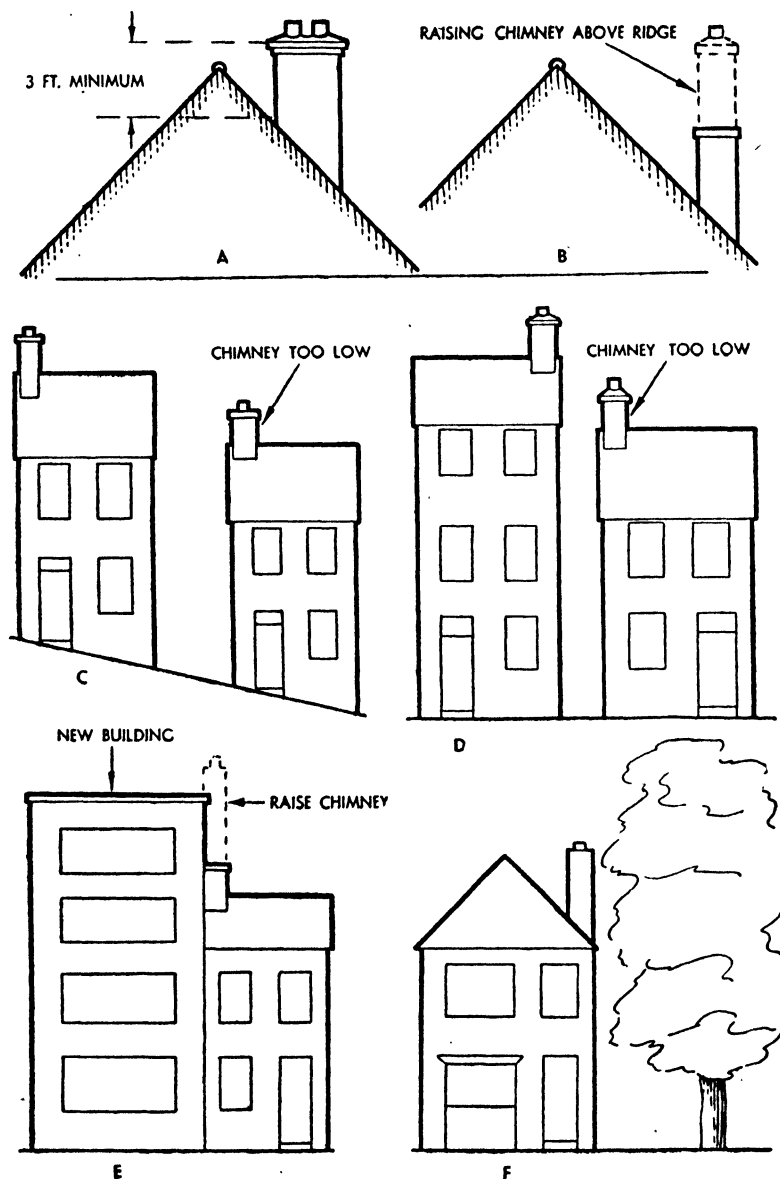 3 FT. MINIMUM
A
RAISING CHIMNEY ABOVE RIDGE
B
CHIMNEY TOO LOW
C
CHIMNEY TOO LOW
D
NEW BUILDING
RAISE CHIMNEY
E
F